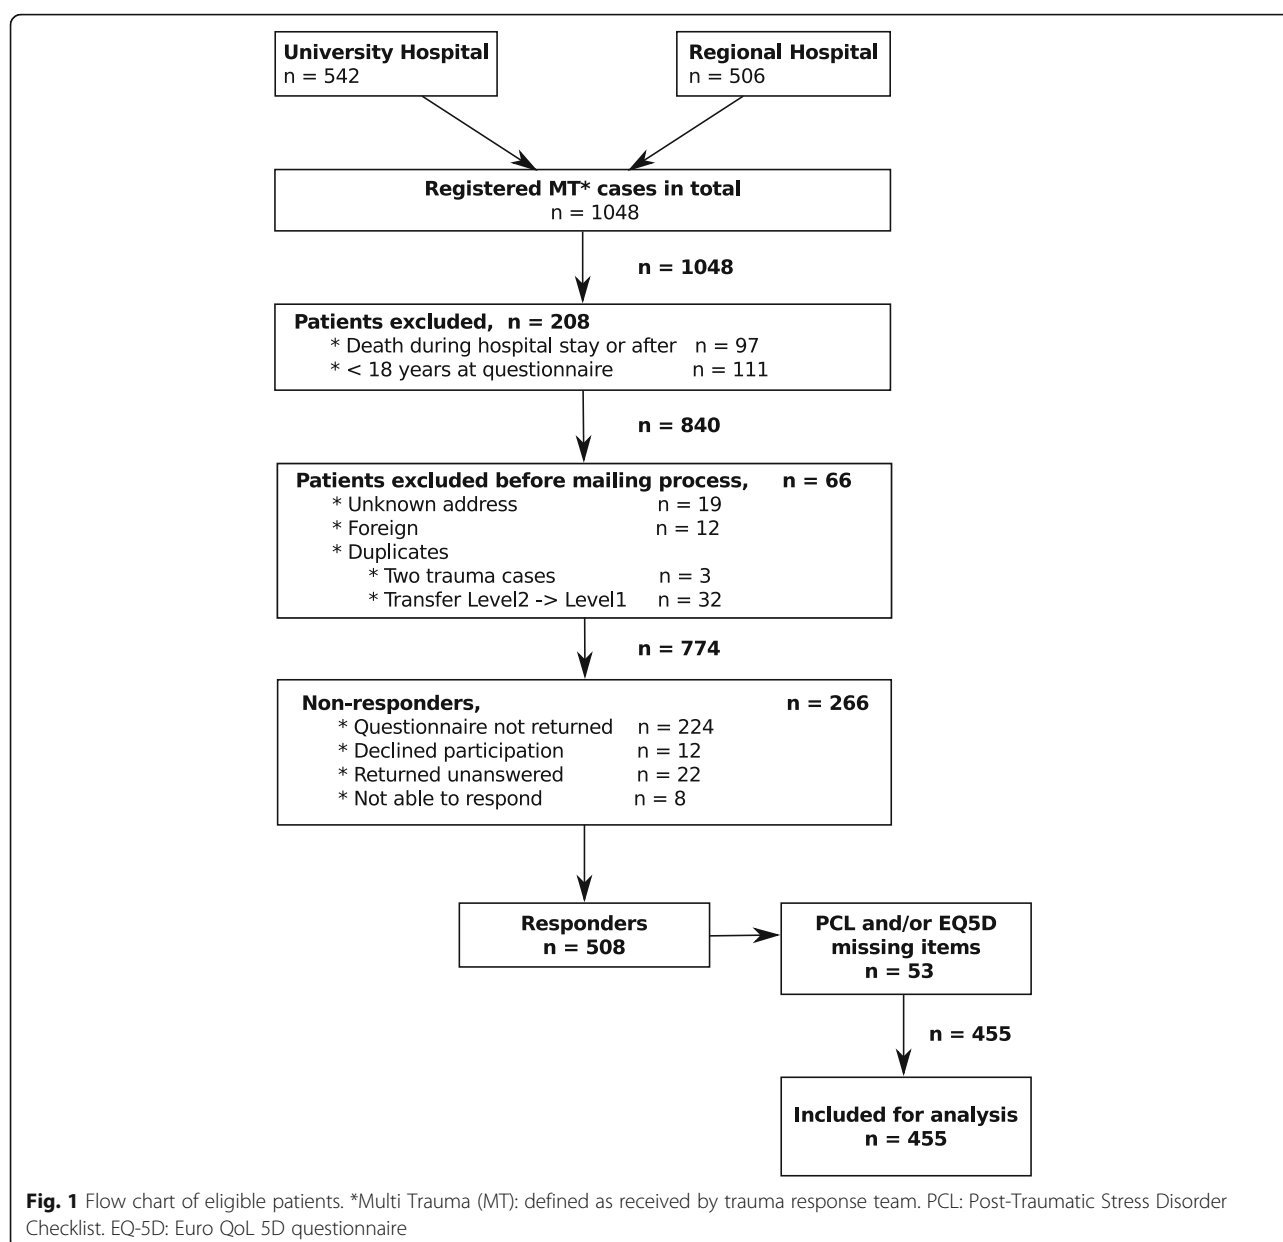 University Hospital
n = 542
Regional Hospital
n = 506
Registered MT* cases in total
n = 1048
n = 1048
Patients excluded, n = 208
* Death during hospital stay or after n = 97
* < 18 years at questionnaire n = 111
n = 840
Patients excluded before mailing process, n = 66
* Unknown address n = 19
* Foreign n = 12
* Duplicates
* Two trauma cases n = 3
* Transfer Level2 -> Level1 n = 32
n = 774
Non-responders, n = 266
* Questionnaire not returned n = 224
* Declined participation n = 12
* Returned unanswered n = 22
* Not able to respond n = 8
Responders
n = 508
PCL and/or EQ5D
missing items
n = 53
n = 455
Included for analysis
n = 455
Fig. 1 Flow chart of eligible patients. *Multi Trauma (MT): defined as received by trauma response team. PCL: Post-Traumatic Stress Disorder
Checklist. EQ-5D: Euro QoL 5D questionnaire